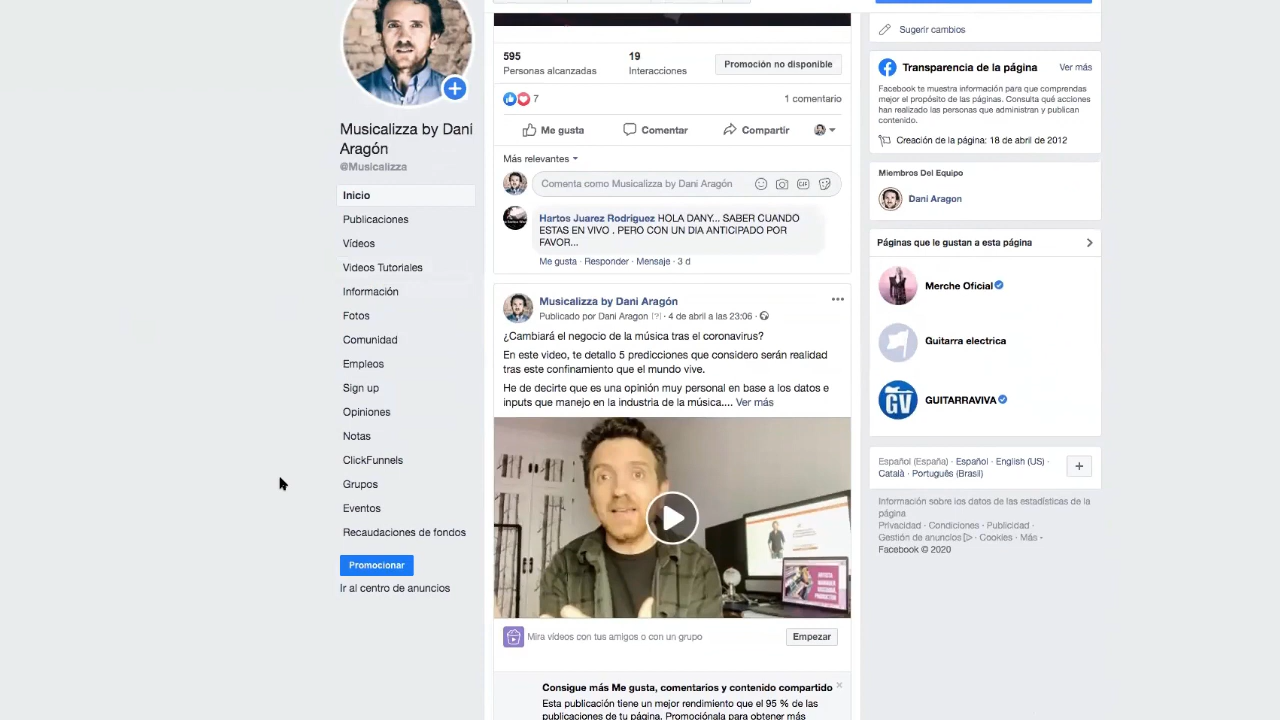 Musicalizza by Dani
Aragón
@Musicalizza
Inicio
Publicaciones
Vídeos
Videos Tutoriales
Información
Fotos
Comunidad
Empleos
Sign up
Opiniones
Notas
ClickFunnels
Grupos
Eventos
Recaudaciones de fondos
Promocionar
Ir al centro de anuncios
595
Personas alcanzadas
19
Interacciones
Promoción no disponible
7
1 comentario
Me gusta
Comentar
Compartir
Más relevantes
Comenta como Musicalizza by Dani Aragón
Hartos Juarez Rodriguez HOLA DANY... SABER CUANDO
ESTAS EN VIVO . PERO CON UN DIA ANTICIPADO POR
FAVOR...
Me gusta · Responder · Mensaje · 3 d
Musicalizza by Dani Aragón
Publicado por Dani Aragon [?] · 4 de abril a las 23:06 ·
¿Cambiará el negocio de la música tras el coronavirus?
En este video, te detallo 5 predicciones que considero serán realidad
tras este confinamiento que el mundo vive.
He de decirte que es una opinión muy personal en base a los datos e
inputs que manejo en la industria de la música.... Ver más
Mira vídeos con tus amigos o con un grupo
Empezar
Consigue más Me gusta, comentarios y contenido compartido
Esta publicación tiene un mejor rendimiento que el 95 % de las
publicaciones de tu página. Promociónala para obtener más
Sugerir cambios
Transparencia de la página
Ver más
Facebook te muestra información para que comprendas
mejor el propósito de las páginas. Consulta qué acciones
han realizado las personas que administran y publican
contenido.
Creación de la página: 18 de abril de 2012
Miembros Del Equipo
Dani Aragon
Páginas que le gustan a esta página
Merche Oficial
Guitarra electrica
GV
GUITARRAVIVA
Español (España) · Español · English (US) ·
Català · Português (Brasil)
Información sobre los datos de las estadísticas de la
página
Privacidad · Condiciones · Publicidad ·
Gestión de anuncios · Cookies · Más
Facebook © 2020